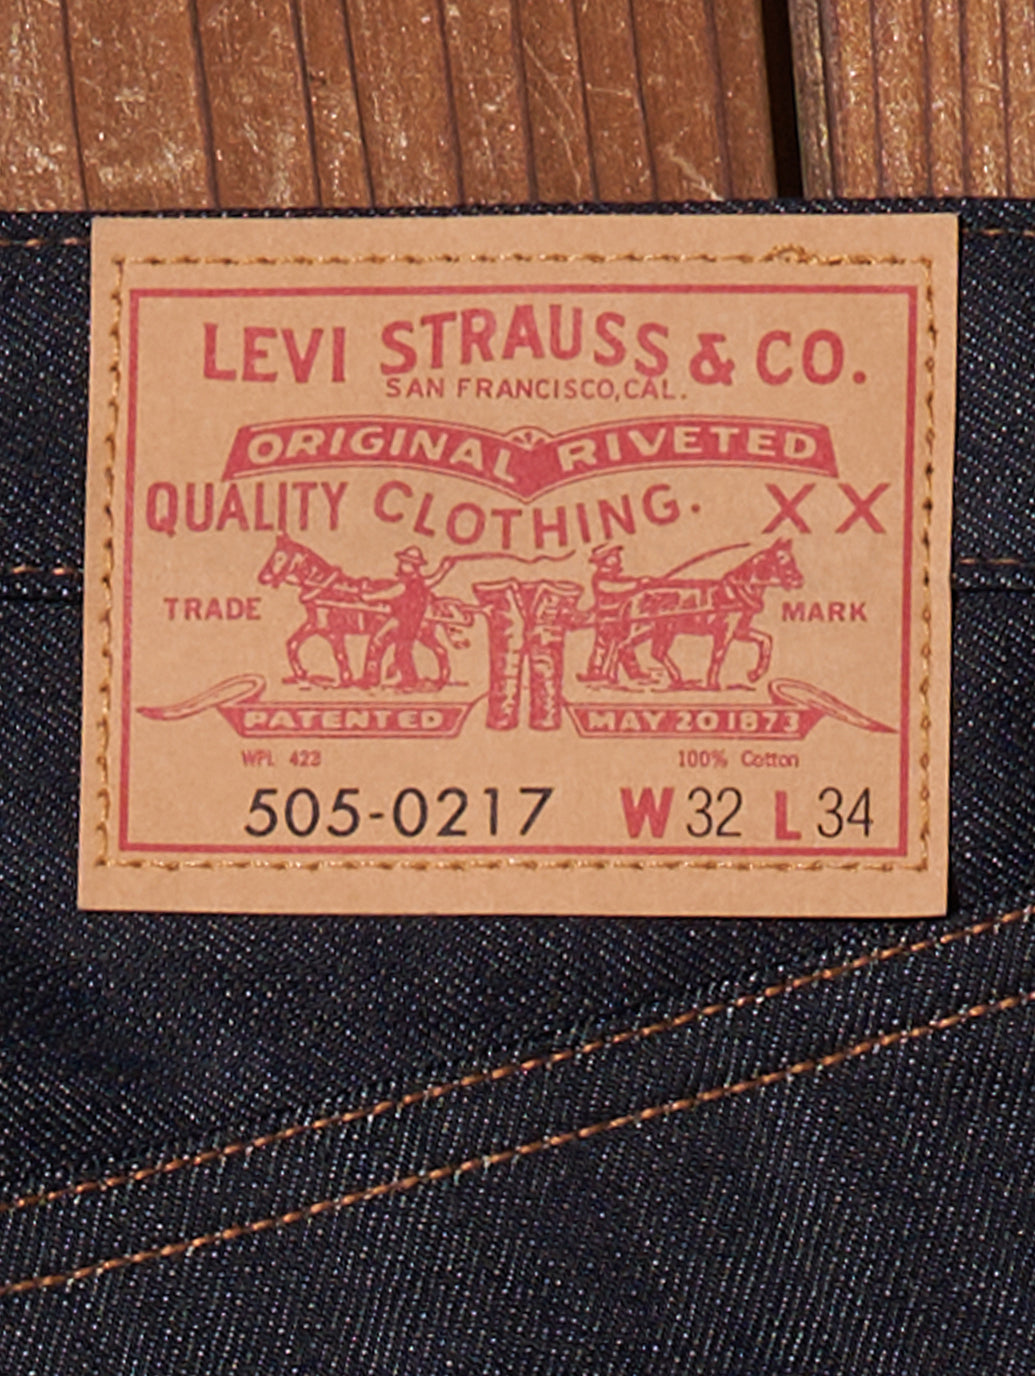 LEVI STRAUSS & CO.
SAN FRANCISCO, CAL.
ORIGINAL RIVETED
QUALITY CLOTHING. XX
TRADE MARK
PATENTED MAY 20 1873
WPL 423 100% Cotton
505-0217 W 32 L 34